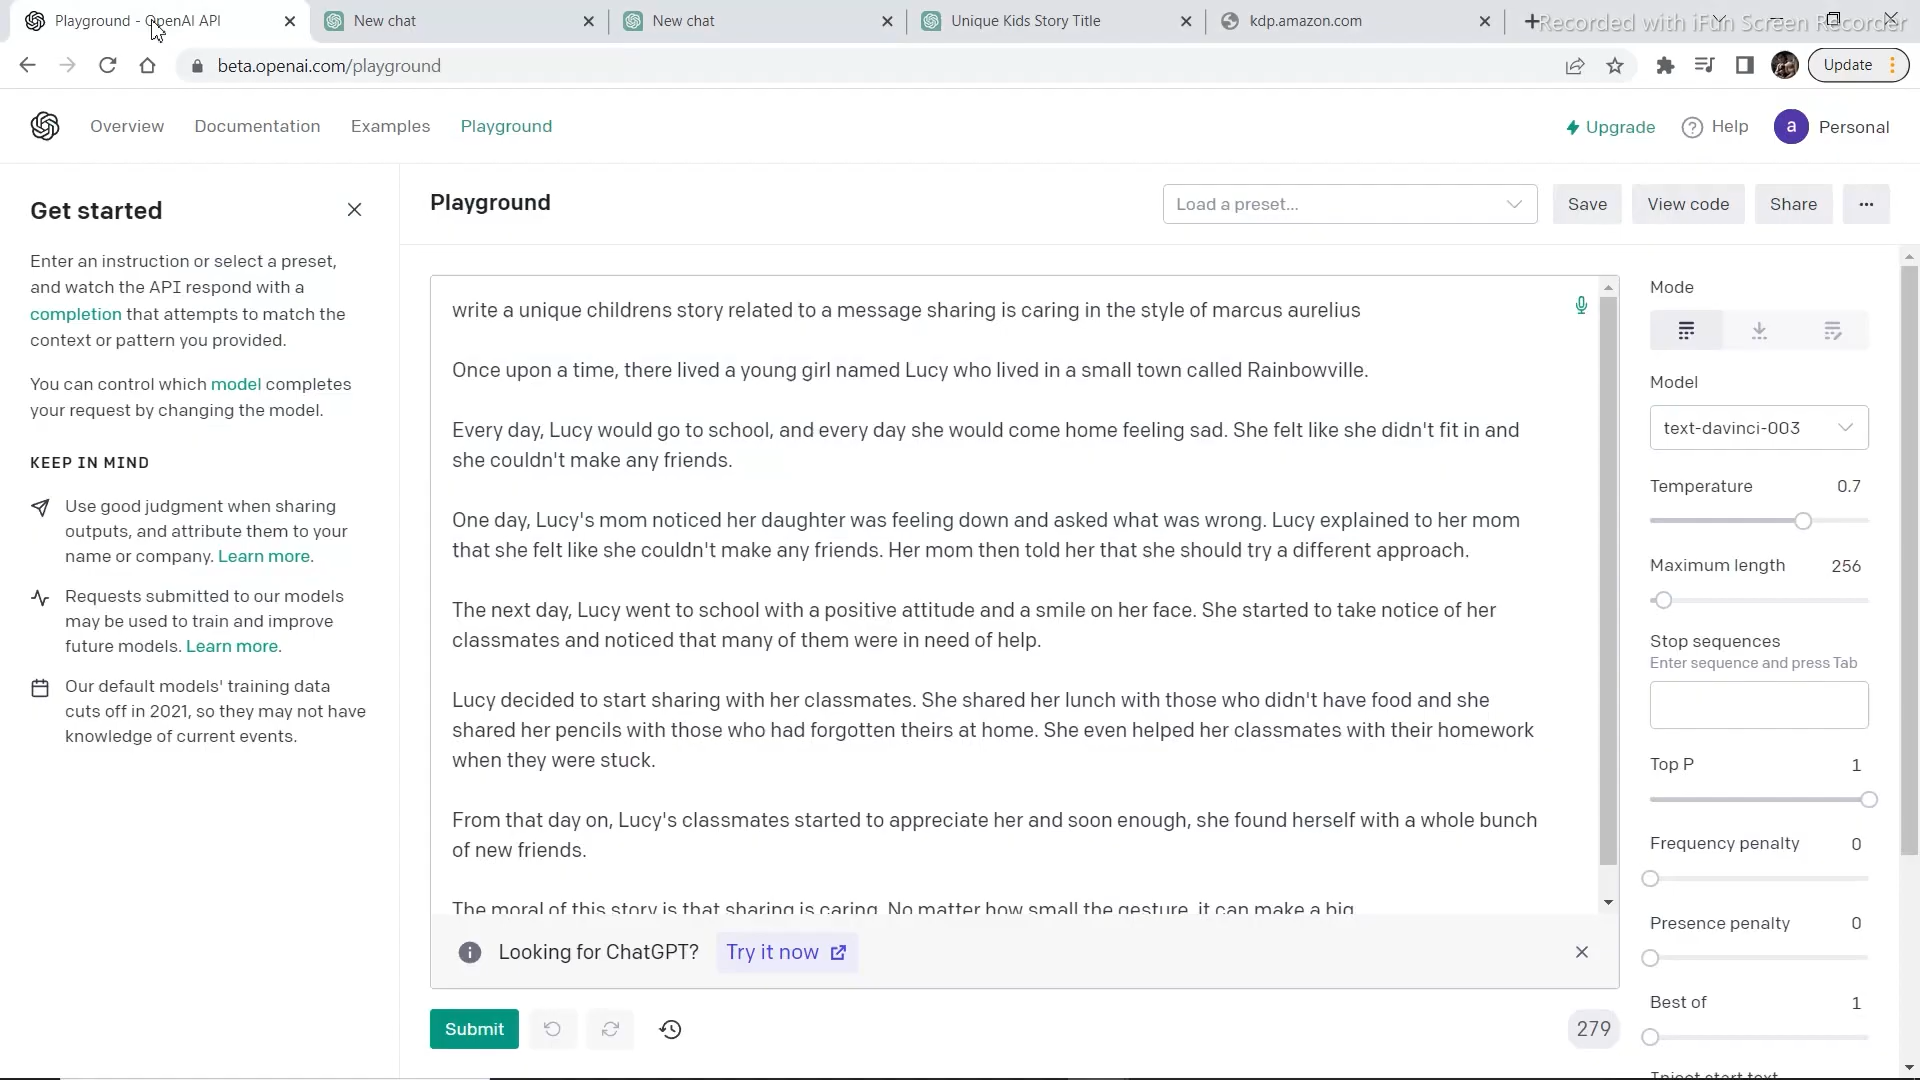 Playground - OpenAI API
New chat
New chat
Unique Kids Story Title
kdp.amazon.com
Recorded with iFun Screen Recorder
beta.openai.com/playground
Update
Overview
Documentation
Examples
Playground
Upgrade
Help
a
Personal
Get started
Enter an instruction or select a preset,
and watch the API respond with a
completion that attempts to match the
context or pattern you provided.
You can control which model completes
your request by changing the model.
KEEP IN MIND
Use good judgment when sharing
outputs, and attribute them to your
name or company. Learn more.
Requests submitted to our models
may be used to train and improve
future models. Learn more.
Our default models' training data
cuts off in 2021, so they may not have
knowledge of current events.
Playground
Load a preset...
Save
View code
Share
write a unique childrens story related to a message sharing is caring in the style of marcus aurelius
Once upon a time, there lived a young girl named Lucy who lived in a small town called Rainbowville.
Every day, Lucy would go to school, and every day she would come home feeling sad. She felt like she didn't fit in and
she couldn't make any friends.
One day, Lucy's mom noticed her daughter was feeling down and asked what was wrong. Lucy explained to her mom
that she felt like she couldn't make any friends. Her mom then told her that she should try a different approach.
The next day, Lucy went to school with a positive attitude and a smile on her face. She started to take notice of her
classmates and noticed that many of them were in need of help.
Lucy decided to start sharing with her classmates. She shared her lunch with those who didn't have food and she
shared her pencils with those who had forgotten theirs at home. She even helped her classmates with their homework
when they were stuck.
From that day on, Lucy's classmates started to appreciate her and soon enough, she found herself with a whole bunch
of new friends.
The moral of this story is that sharing is caring. No matter how small the gesture, it can make a big
Looking for ChatGPT?
Try it now
Submit
279
Mode
Model
text-davinci-003
Temperature
0.7
Maximum length
256
Stop sequences
Enter sequence and press Tab
Top P
1
Frequency penalty
0
Presence penalty
0
Best of
1
Inject start text